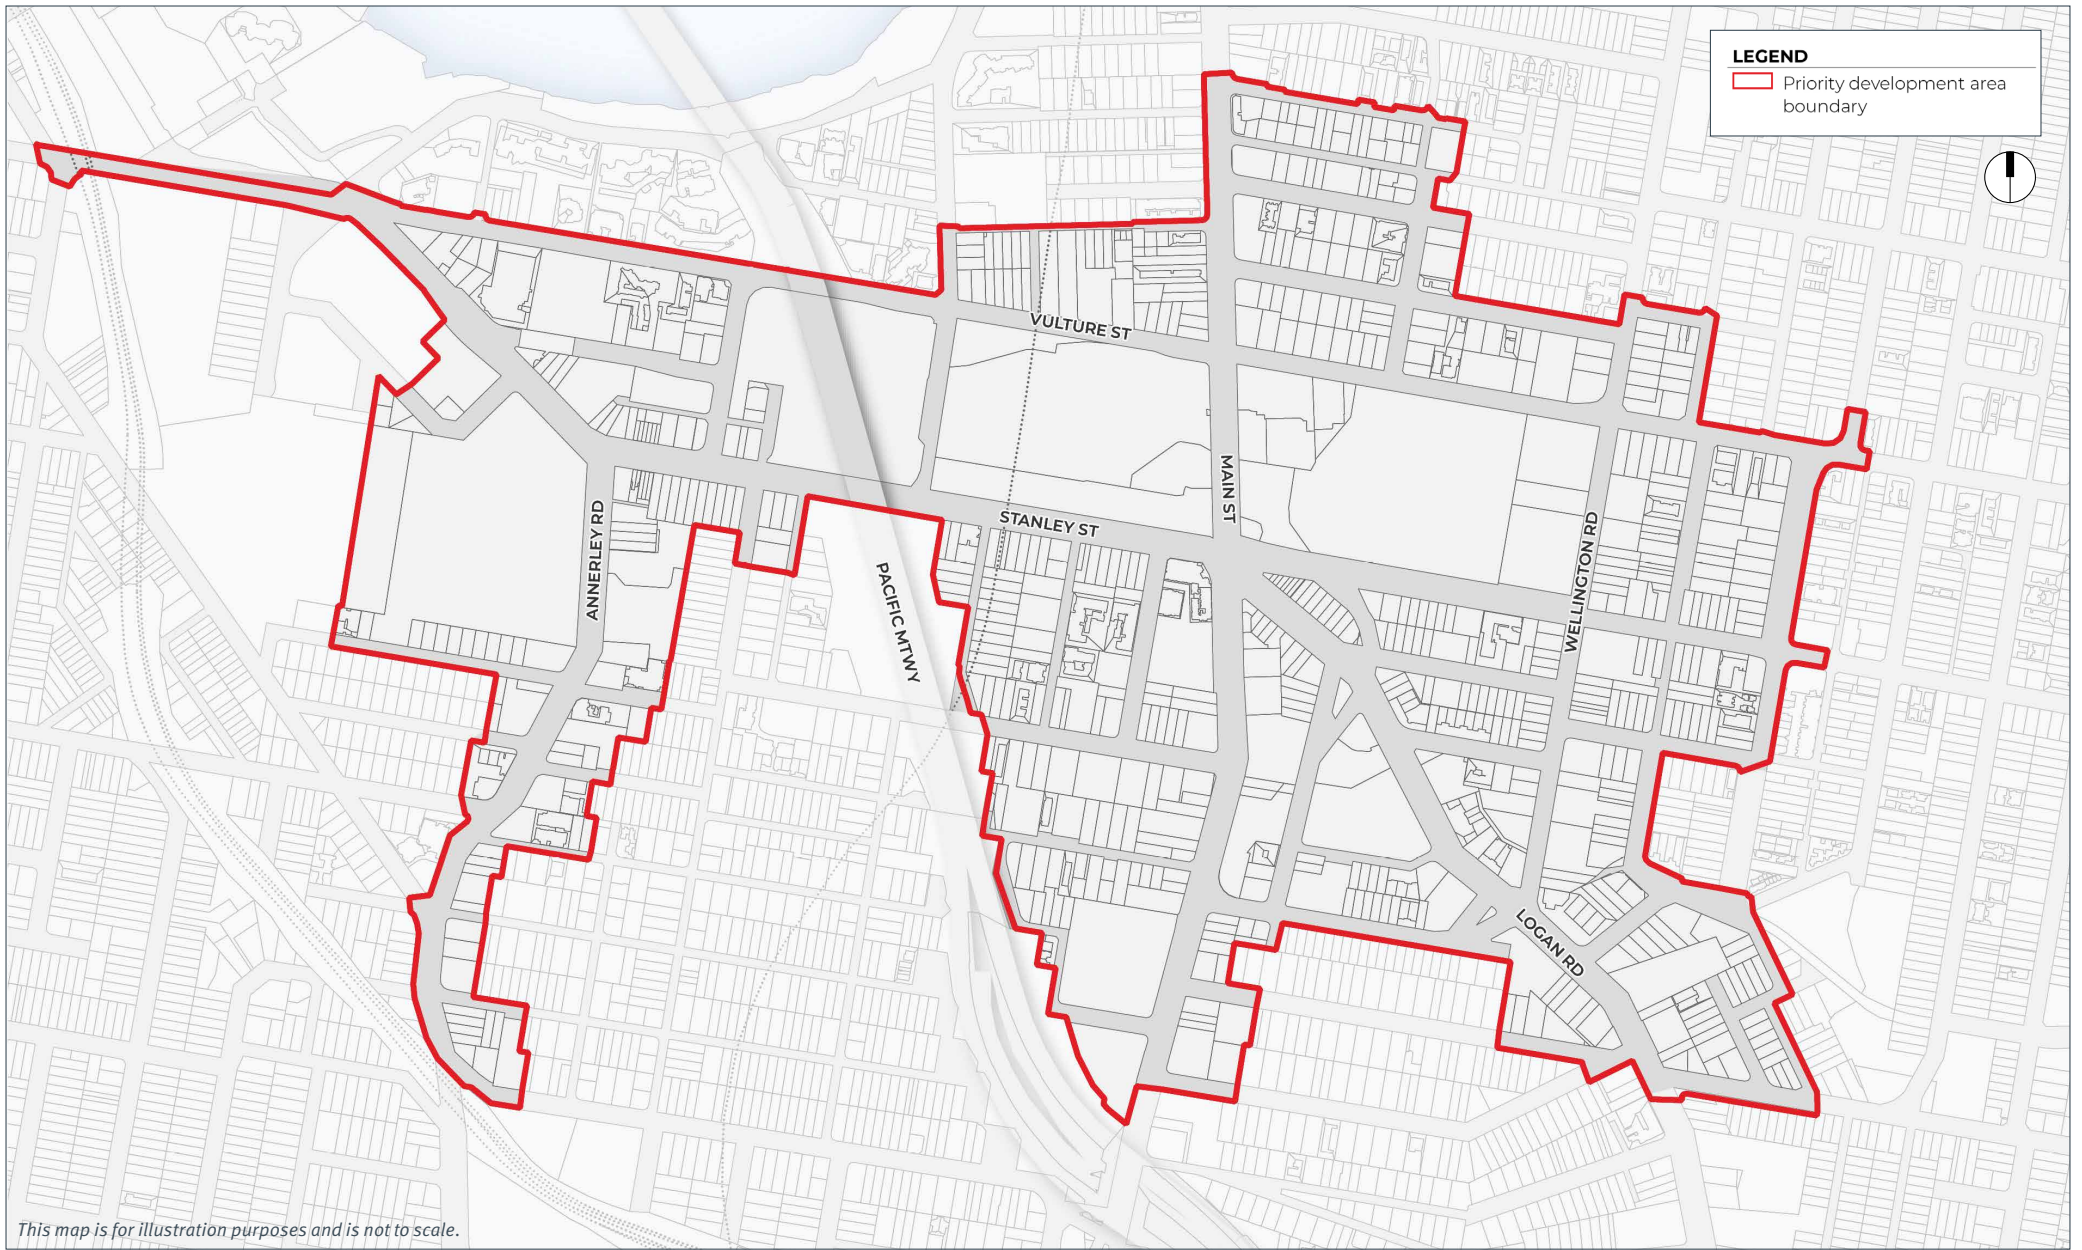 LEGEND
Priority development area
boundary
VULTURE ST
MAIN ST
STANLEY ST
ANNERLEY RD
WELLINGTON RD
PACIFIC MTWY
LOGAN RD
This map is for illustration purposes and is not to scale.